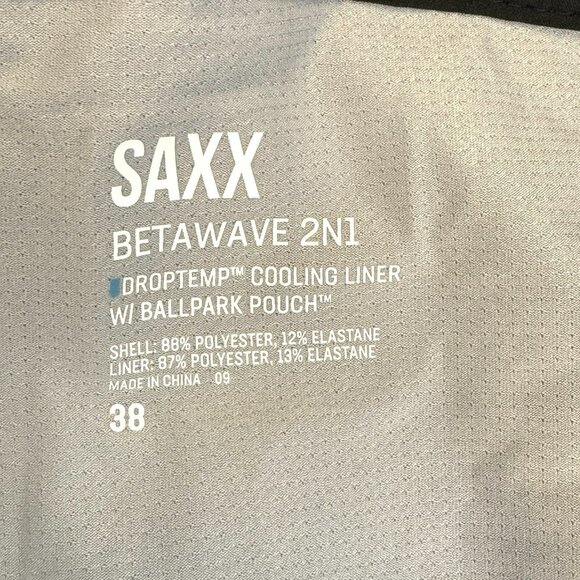 SAXX
BETAWAVE 2N1
DROPTEMP™ COOLING LINER
W/ BALLPARK POUCH™
SHELL: 88% POLYESTER, 12% ELASTANE
LINER: 87% POLYESTER, 13% ELASTANE
MADE IN CHINA 09
38